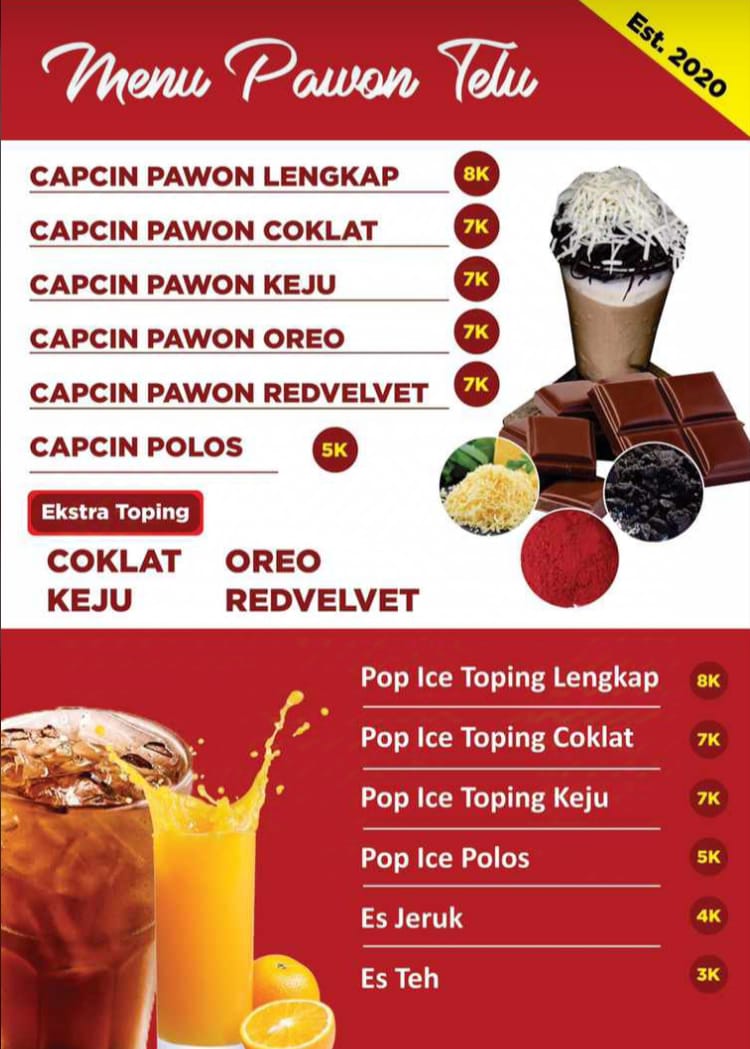 Menu Pawon Telu
Est. 2020
CAPCIN PAWON LENGKAP 8K
CAPCIN PAWON COKLAT 7K
CAPCIN PAWON KEJU 7K
CAPCIN PAWON OREO 7K
CAPCIN PAWON REDVELVET 7K
CAPCIN POLOS 5K
Ekstra Toping
COKLAT OREO
KEJU REDVELVET
Pop Ice Toping Lengkap 8K
Pop Ice Toping Coklat 7K
Pop Ice Toping Keju 7K
Pop Ice Polos 5K
Es Jeruk 4K
Es Teh 3K